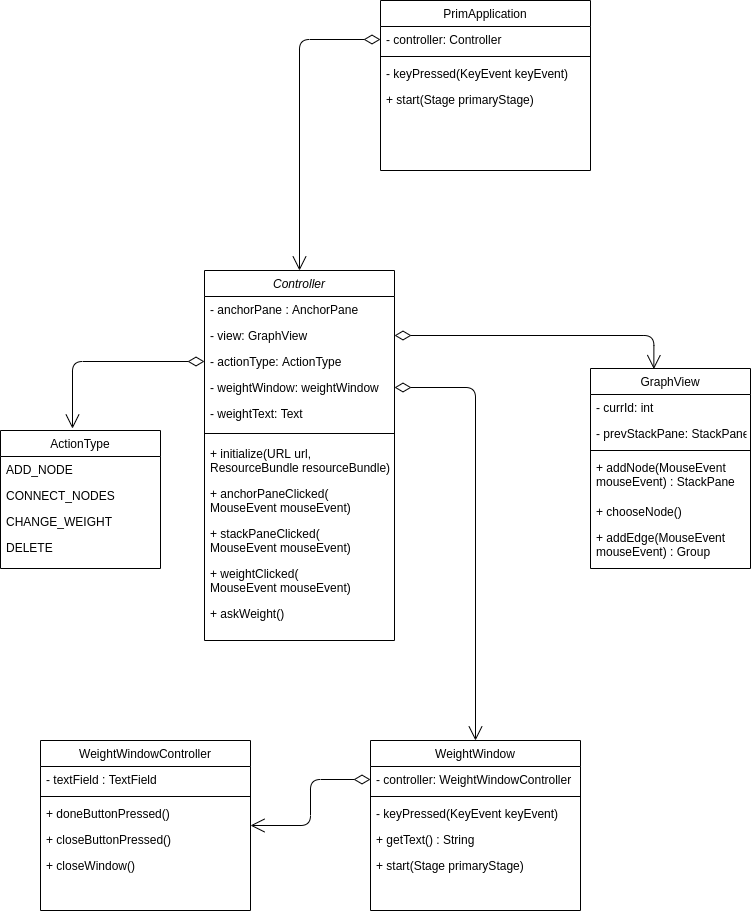 PrimApplication
- controller: Controller
- keyPressed(KeyEvent keyEvent)
+ start(Stage primaryStage)
Controller
- anchorPane : AnchorPane
- view: GraphView
- actionType: ActionType
- weightWindow: weightWindow
- weightText: Text
+ initialize(URL url,
ResourceBundle resourceBundle)
+ anchorPaneClicked(
MouseEvent mouseEvent)
+ stackPaneClicked(
MouseEvent mouseEvent)
+ weightClicked(
MouseEvent mouseEvent)
+ askWeight()
GraphView
- currId: int
- prevStackPane: StackPane
+ addNode(MouseEvent
mouseEvent) : StackPane
+ chooseNode()
+ addEdge(MouseEvent
mouseEvent) : Group
ActionType
ADD_NODE
CONNECT_NODES
CHANGE_WEIGHT
DELETE
WeightWindowController
- textField : TextField
+ doneButtonPressed()
+ closeButtonPressed()
+ closeWindow()
WeightWindow
- controller: WeightWindowController
- keyPressed(KeyEvent keyEvent)
+ getText() : String
+ start(Stage primaryStage)